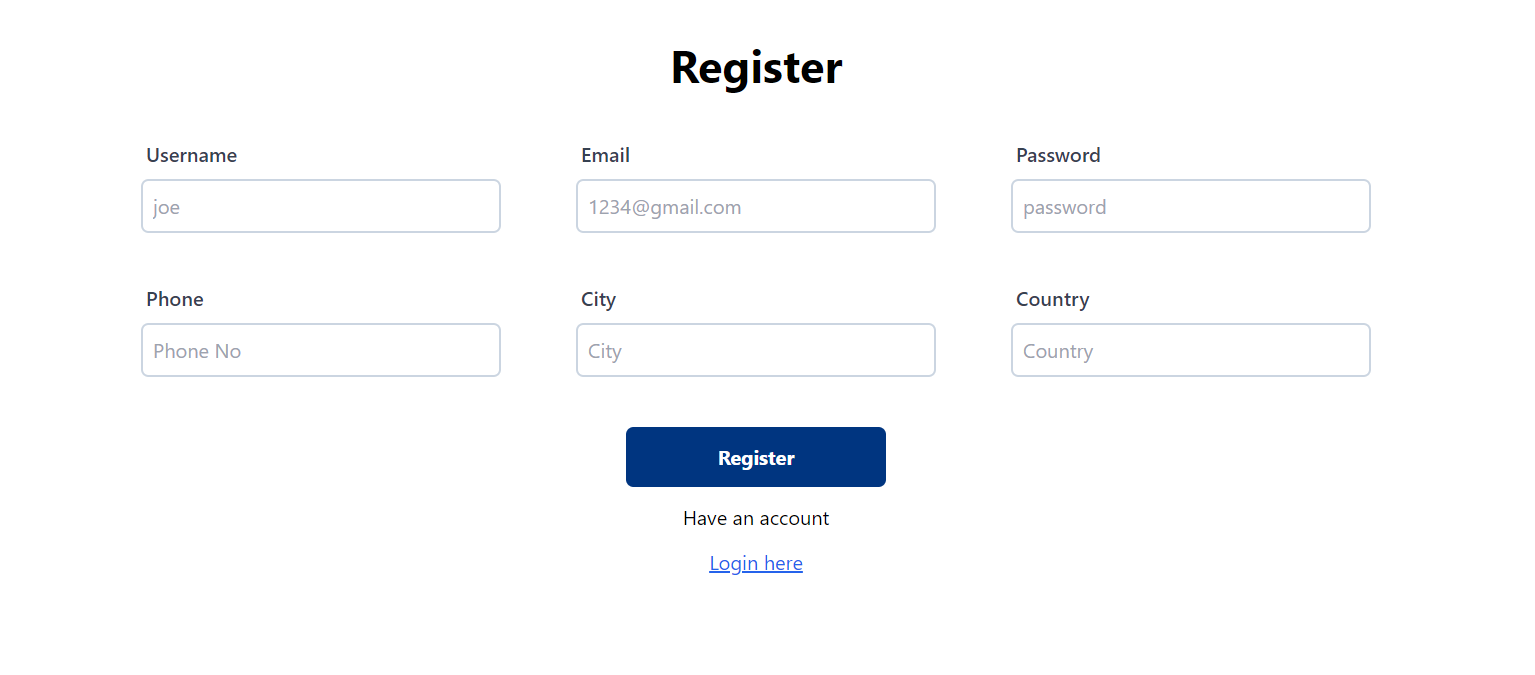 Register
Username Email Password
joe 1234@gmail.com password
Phone City Country
Phone No City Country
Register
Have an account
Login here